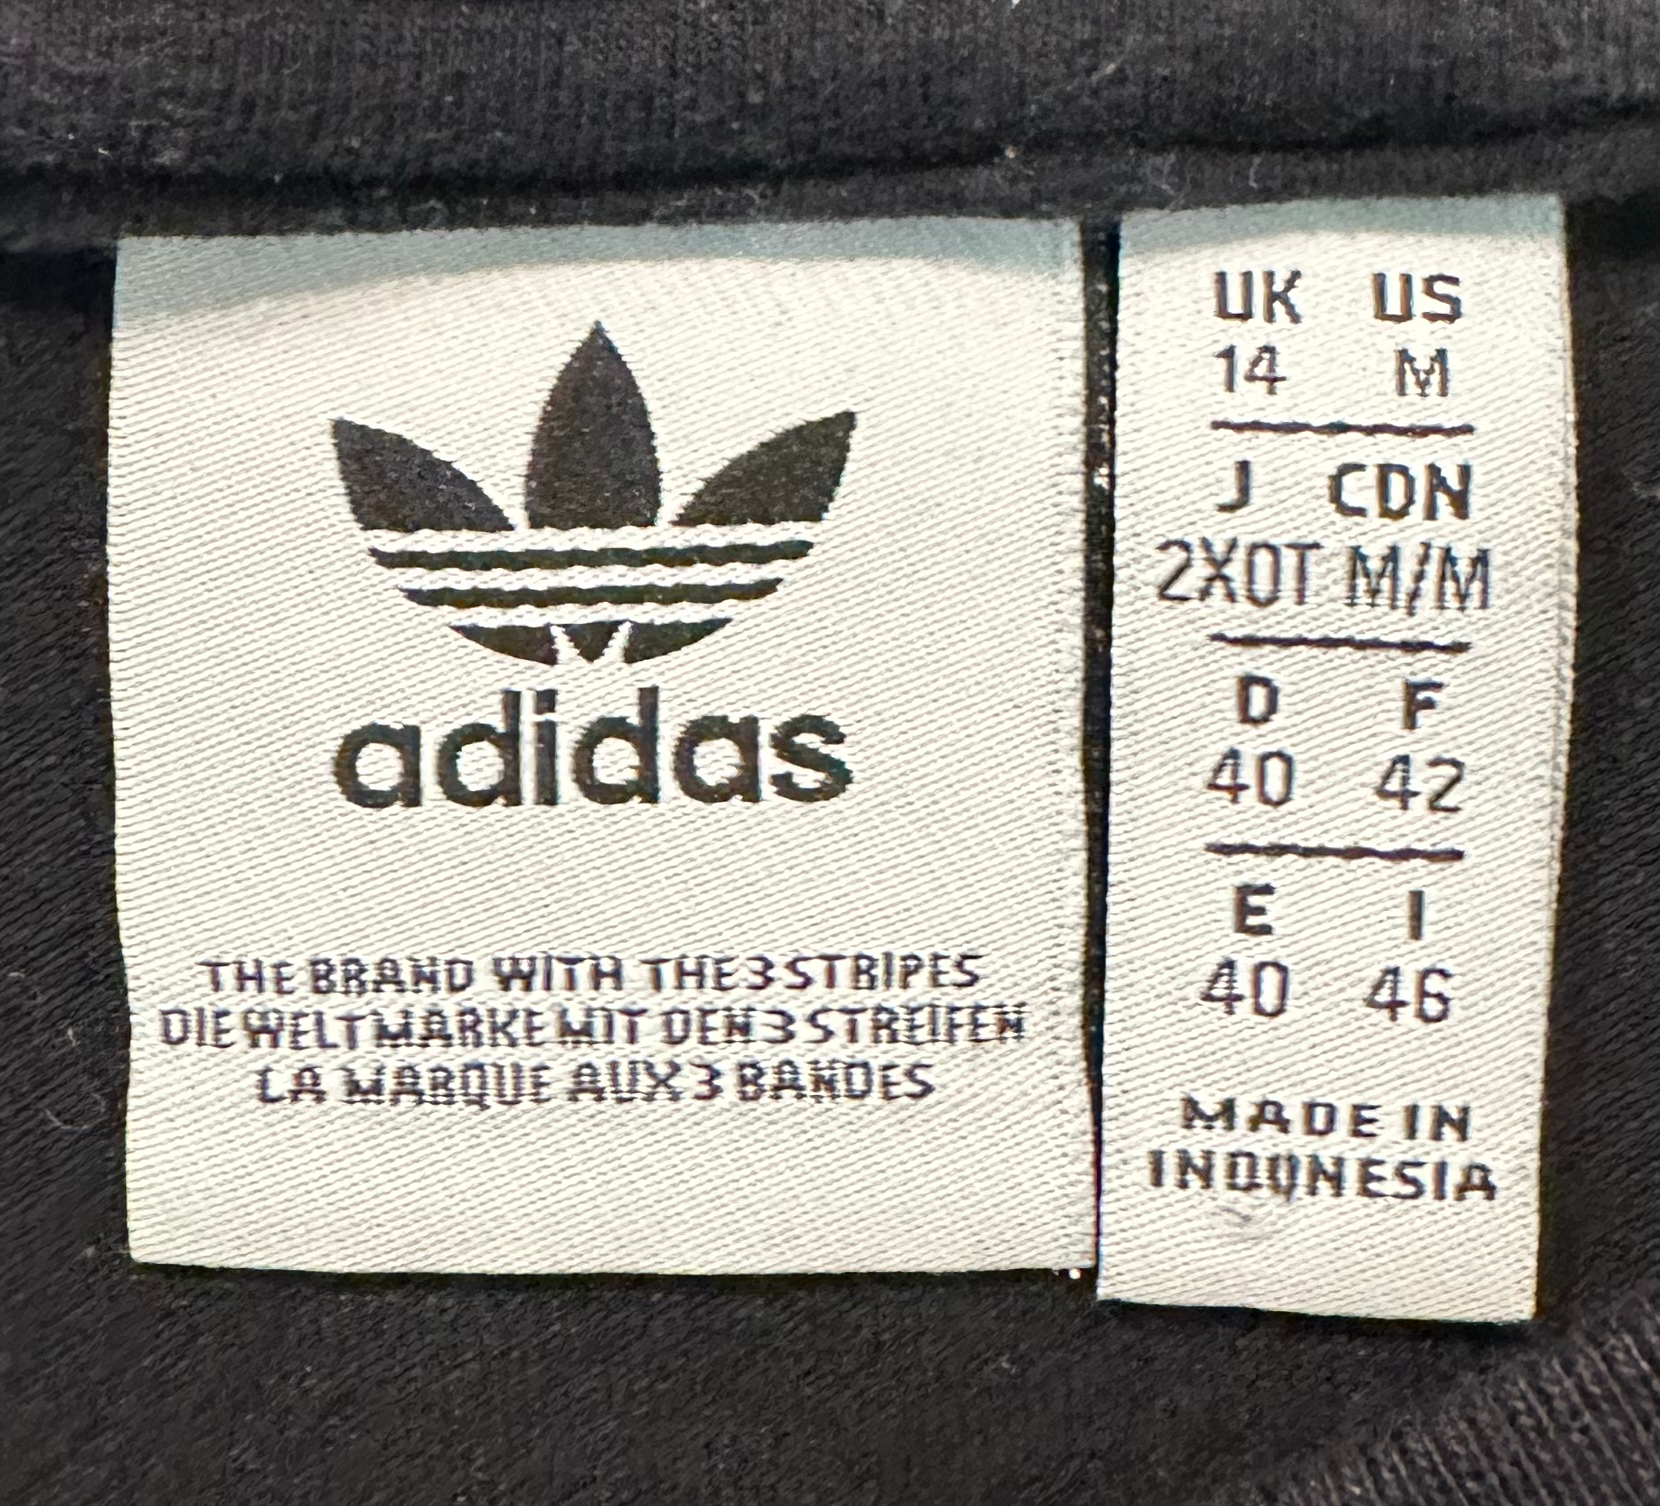 adidas
THE BRAND WITH THE 3 STRIPES
DIE WELTMARKE MIT DEN 3 STREIFEN
LA MARQUE AUX 3 BANDES
UK US
14 M
J CDN
2XOT M/M
D F
40 42
E I
40 46
MADE IN
INDONESIA